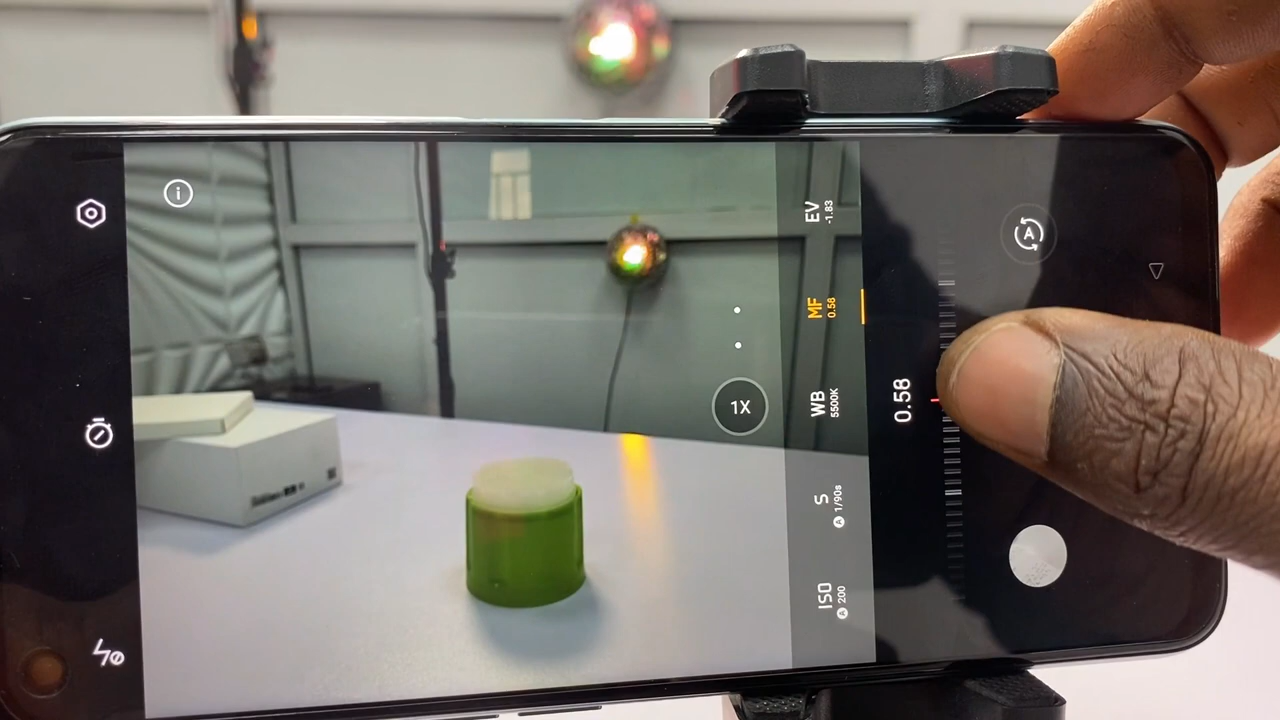 EV
-1.83
MF
0.58
WB
5500K
S
A 1/90s
ISO
A 200
0.58
1X
A